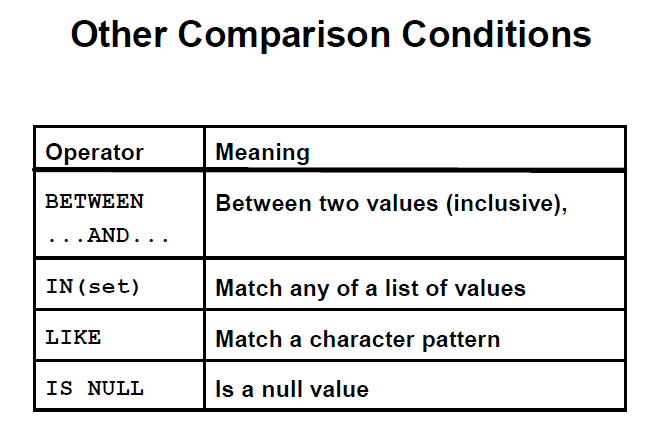 Other Comparison Conditions
Operator Meaning
BETWEEN
...AND... Between two values (inclusive),
IN(set) Match any of a list of values
LIKE Match a character pattern
IS NULL Is a null value